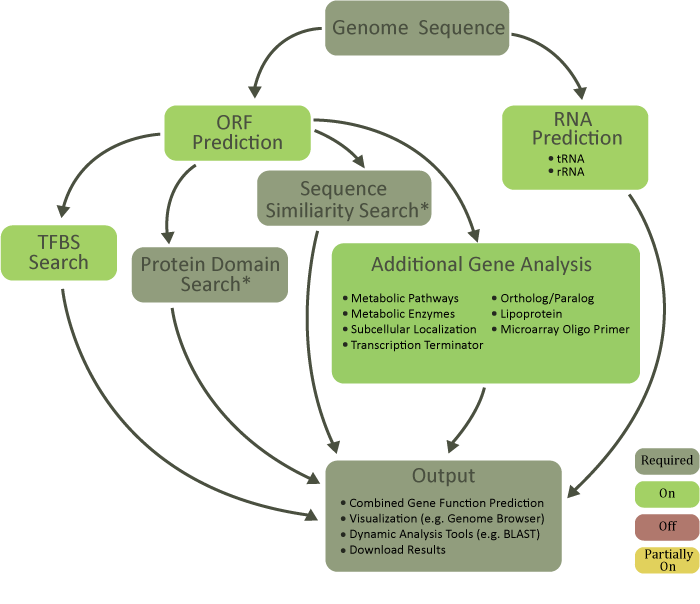 Genome Sequence
ORF
Prediction
RNA
Prediction
• tRNA
• rRNA
Sequence
Similiarity Search*
TFBS
Search
Protein Domain
Search*
Additional Gene Analysis
• Metabolic Pathways
• Metabolic Enzymes
• Subcellular Localization
• Transcription Terminator
• Ortholog/Paralog
• Lipoprotein
• Microarray Oligo Primer
Output
• Combined Gene Function Prediction
• Visualization (e.g. Genome Browser)
• Dynamic Analysis Tools (e.g. BLAST)
• Download Results
Required
On
Off
Partially
On